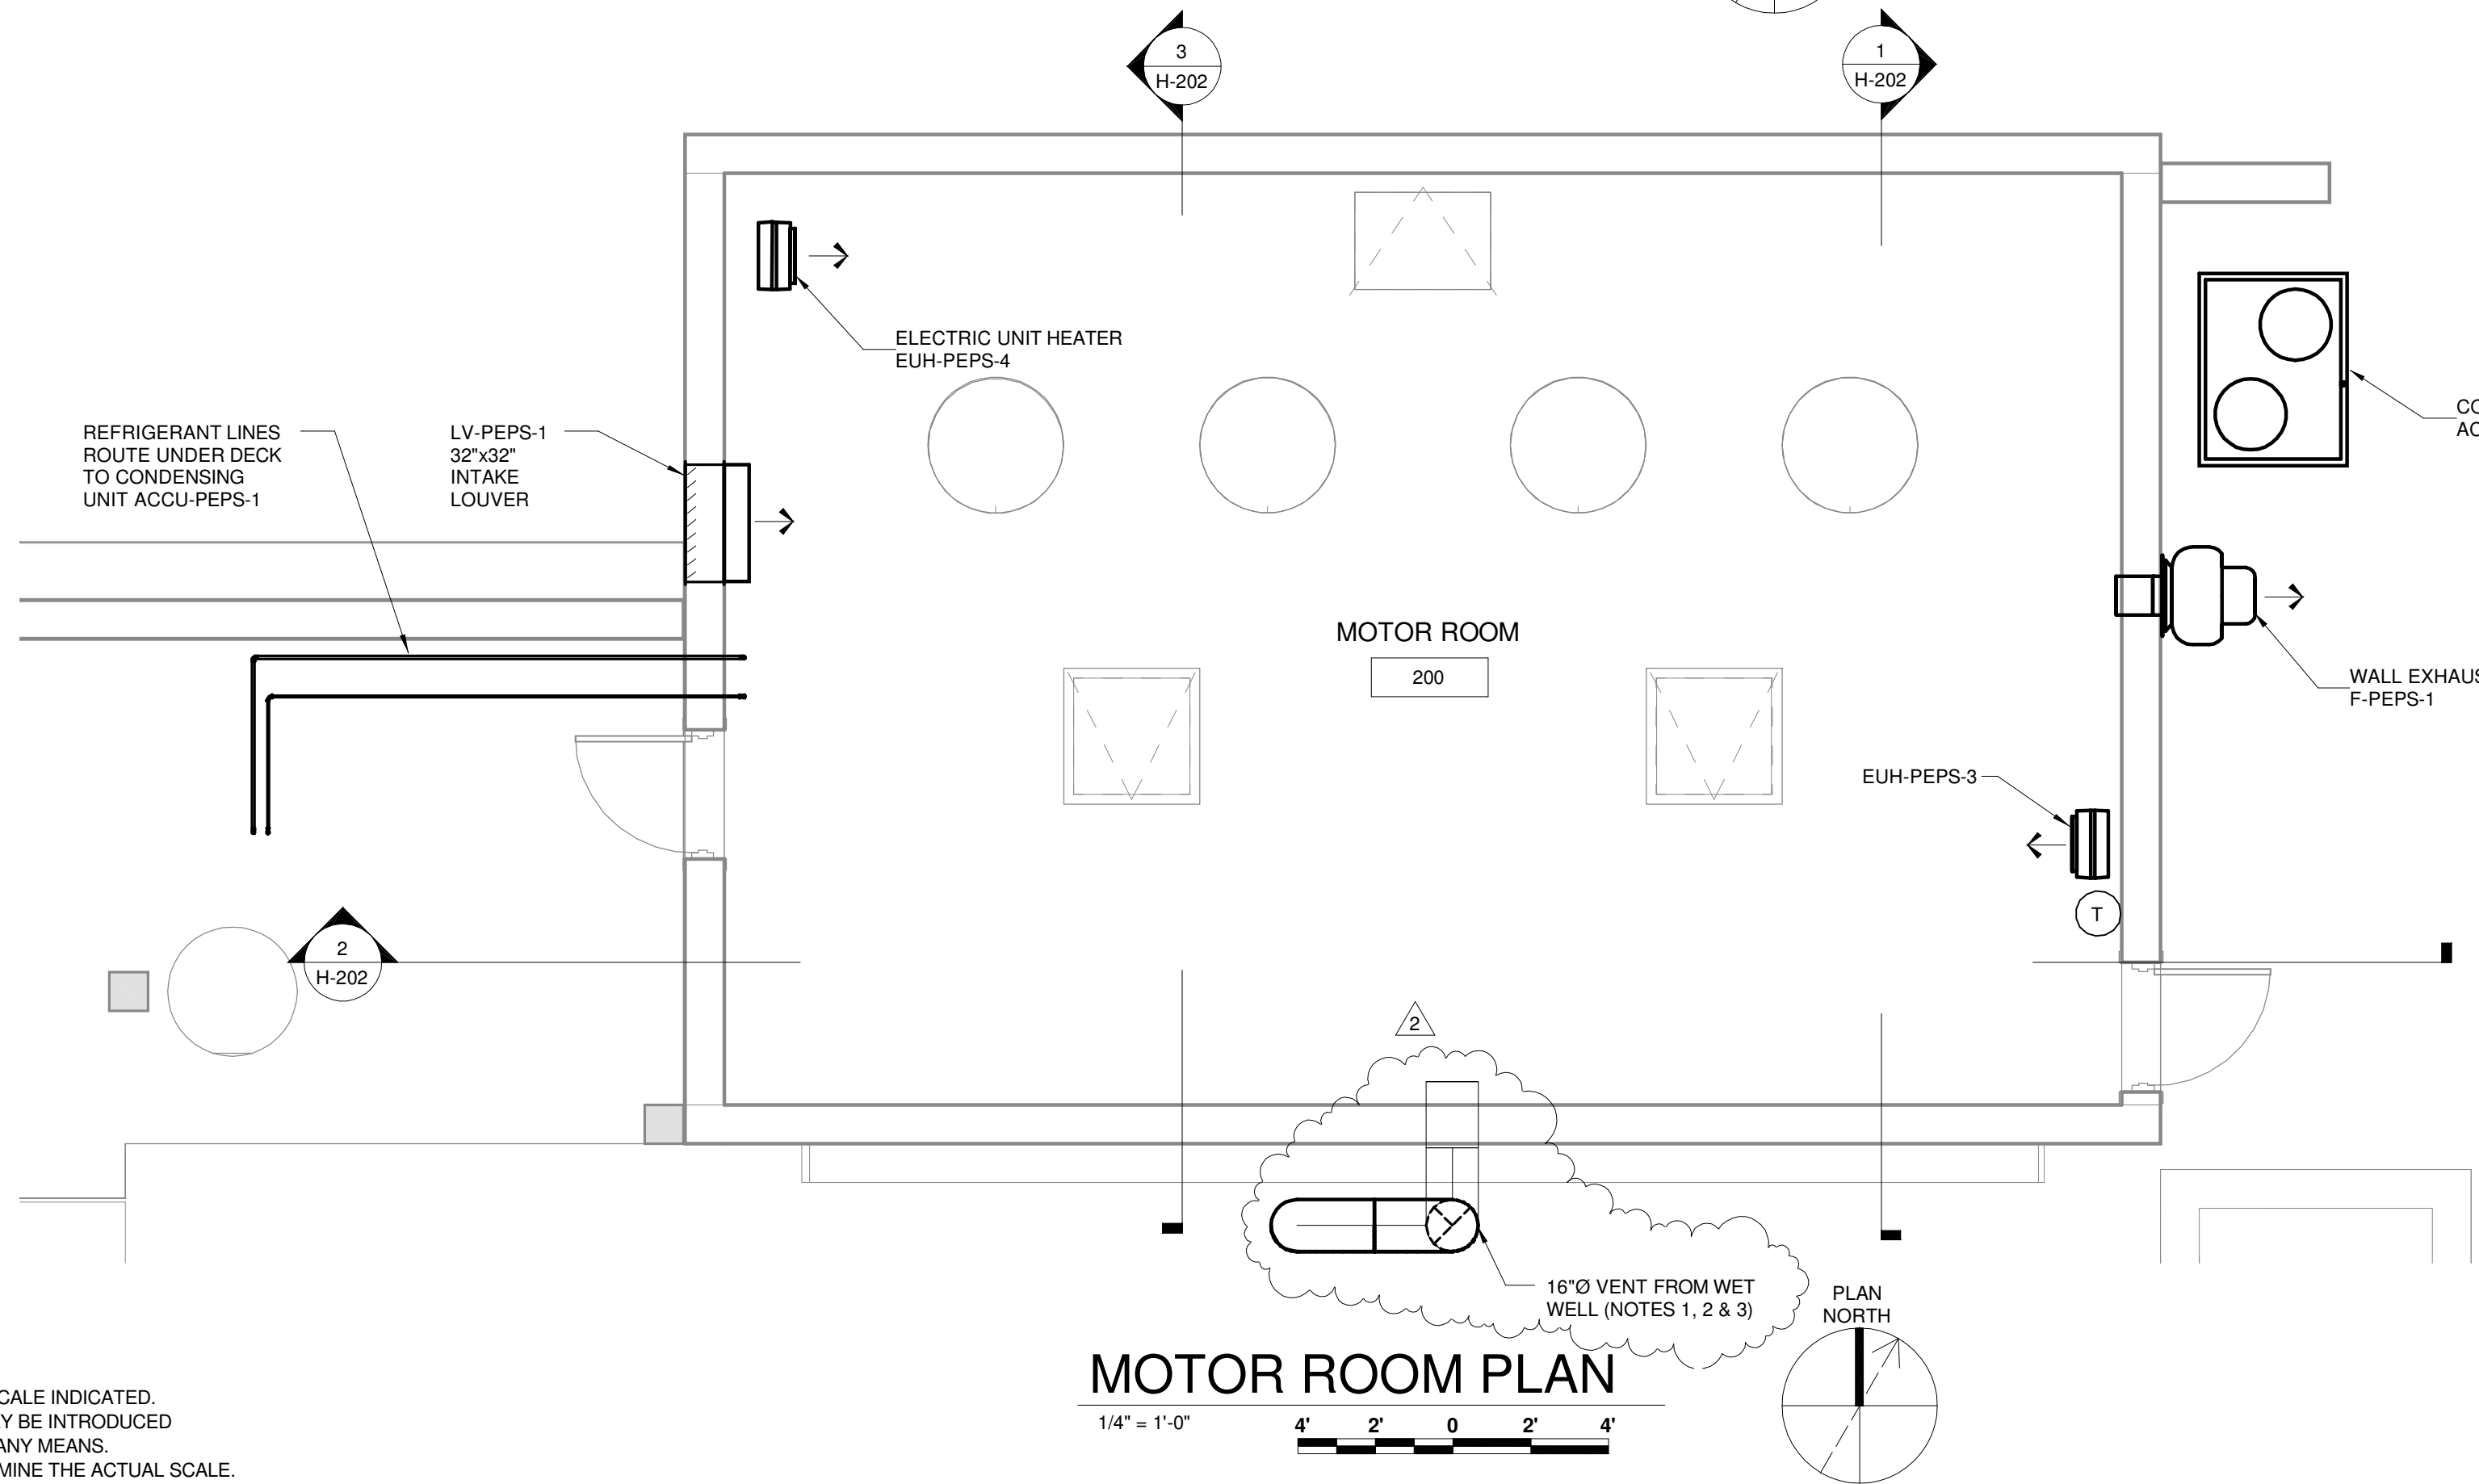 3
H-202
1
H-202
ELECTRIC UNIT HEATER
EUH-PEPS-4
REFRIGERANT LINES
ROUTE UNDER DECK
TO CONDENSING
UNIT ACCU-PEPS-1
LV-PEPS-1
32"x32"
INTAKE
LOUVER
MOTOR ROOM
200
WALL
F-PEPS-1
EUH-PEPS-3
T
2
H-202
2
16"Ø VENT FROM WET
WELL (NOTES 1, 2 & 3)
PLAN
NORTH
MOTOR ROOM PLAN
1/4" = 1'-0"
4' 2' 0 2' 4'
INDICATED.
BE INTRODUCED
ANY MEANS.
THE ACTUAL SCALE.